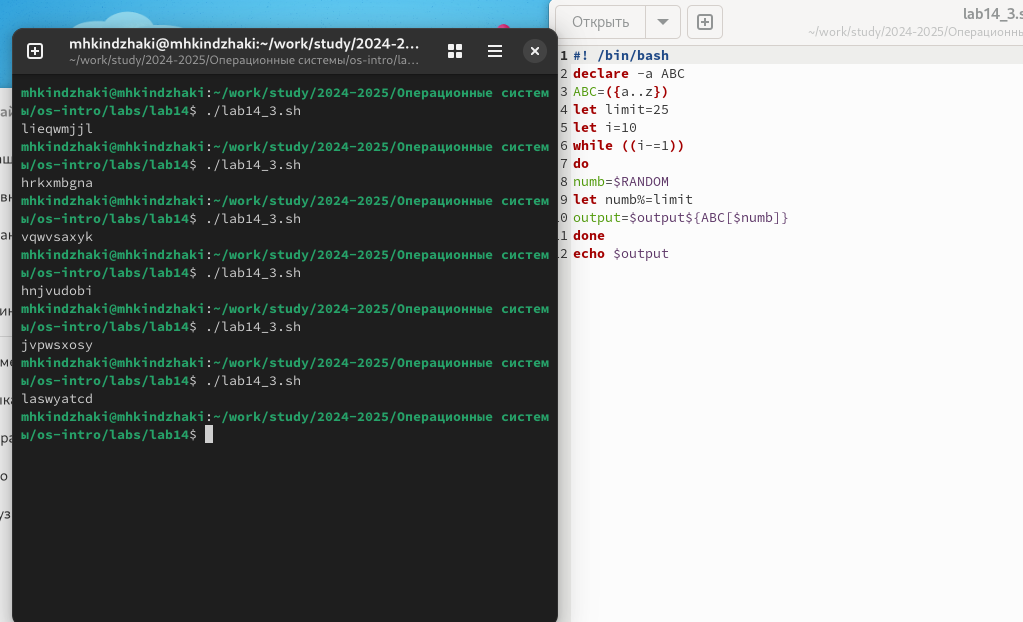 mhkindzhaki@mhkindzhaki:~/work/study/2024-2...
~/work/study/2024-2025/Операционные системы/os-intro/la...
mhkindzhaki@mhkindzhaki:~/work/study/2024-2025/Операционные систем
ы/os-intro/labs/lab14$ ./lab14_3.sh
lieqwmjjl
mhkindzhaki@mhkindzhaki:~/work/study/2024-2025/Операционные систем
ы/os-intro/labs/lab14$ ./lab14_3.sh
hrkxmbgna
mhkindzhaki@mhkindzhaki:~/work/study/2024-2025/Операционные систем
ы/os-intro/labs/lab14$ ./lab14_3.sh
vqwvsaxyk
mhkindzhaki@mhkindzhaki:~/work/study/2024-2025/Операционные систем
ы/os-intro/labs/lab14$ ./lab14_3.sh
hnjvudobi
mhkindzhaki@mhkindzhaki:~/work/study/2024-2025/Операционные систем
ы/os-intro/labs/lab14$ ./lab14_3.sh
jvpwsxosy
mhkindzhaki@mhkindzhaki:~/work/study/2024-2025/Операционные систем
ы/os-intro/labs/lab14$ ./lab14_3.sh
laswyatcd
mhkindzhaki@mhkindzhaki:~/work/study/2024-2025/Операционные систем
ы/os-intro/labs/lab14$
Открыть
lab14_3.s
~/work/study/2024-2025/Операционны
1 #! /bin/bash
2 declare -a ABC
3 ABC=({a..z})
4 let limit=25
5 let i=10
6 while ((i-=1))
7 do
8 numb=$RANDOM
9 let numb%=limit
10 output=$output${ABC[$numb]}
11 done
12 echo $output